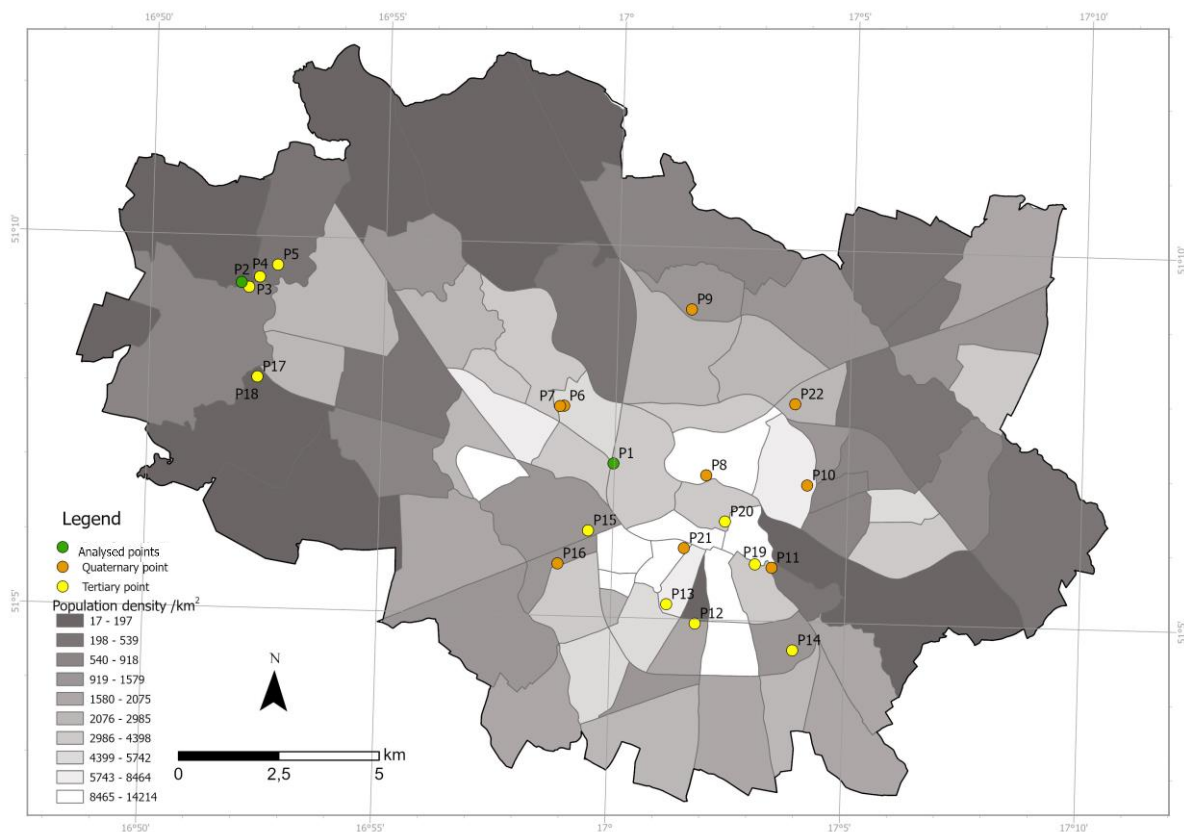 16°50' 16°55' 17° 17°5' 17°10'
51°10' 51°10'
P2 P4 P5
P3
P9
P17
P18
P7 P6
P22
P1
P8
P10
P20
P15
P21
P16
P19 P11
P13
P12
P14
51°5' 51°5'
Legend
Analysed points
Quaternary point
Tertiary point
Population density /km²
17 - 197
198 - 539
540 - 918
919 - 1579
1580 - 2075
2076 - 2985
2986 - 4398
4399 - 5742
5743 - 8464
8465 - 14214
N
km
0 2,5 5
16°50' 16°55' 17° 17°5' 17°10'